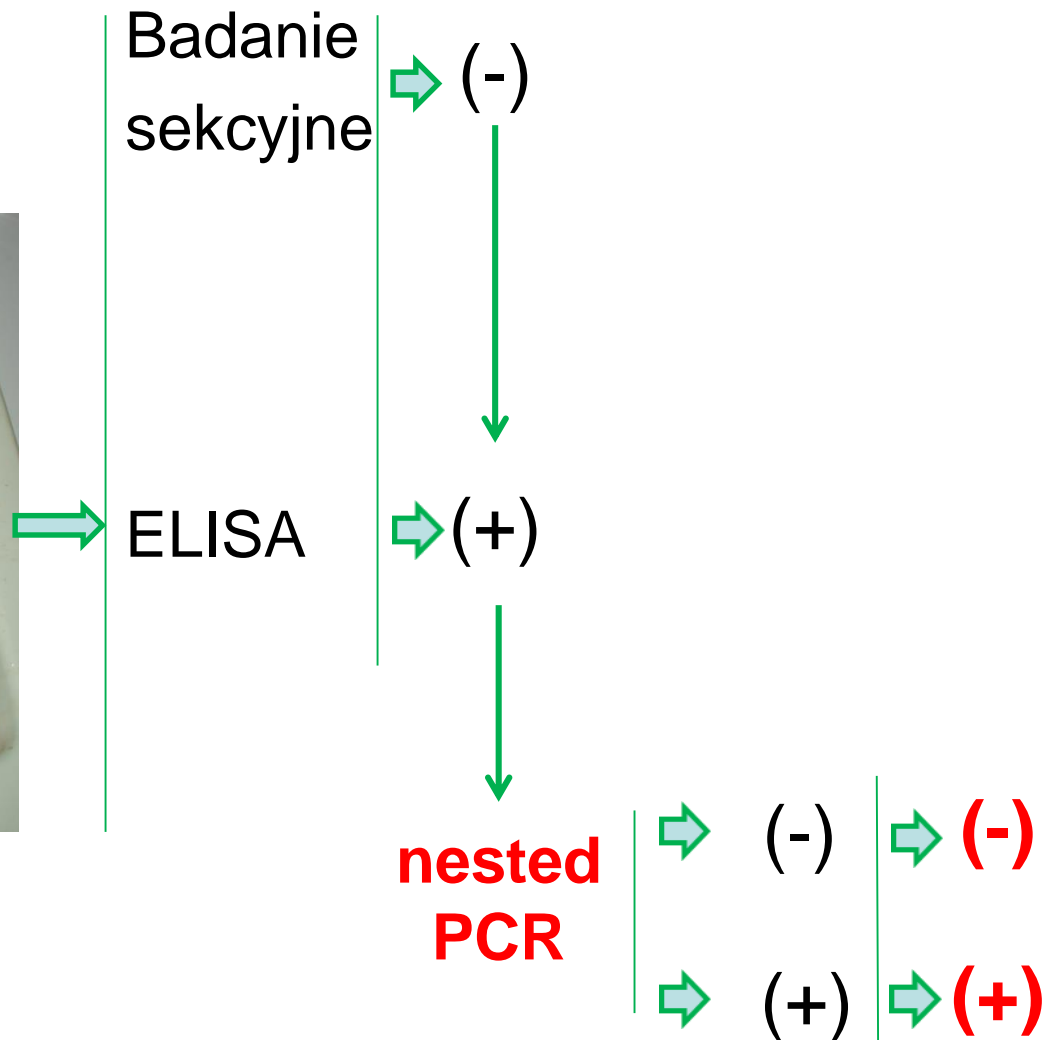 Badanie
sekcyjne
(-)
ELISA
(+)
nested
PCR
(-)
(-)
(+)
(+)